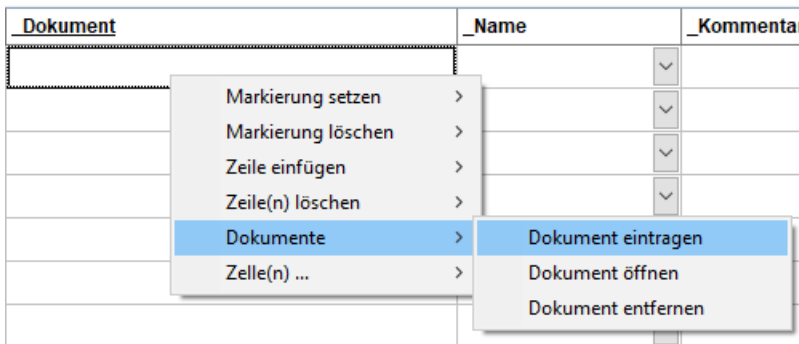 _Dokument _Name _Kommentar
Markierung setzen
Markierung löschen
Zeile einfügen
Zeile(n) löschen
Dokumente
Zelle(n) ...
Dokument eintragen
Dokument öffnen
Dokument entfernen